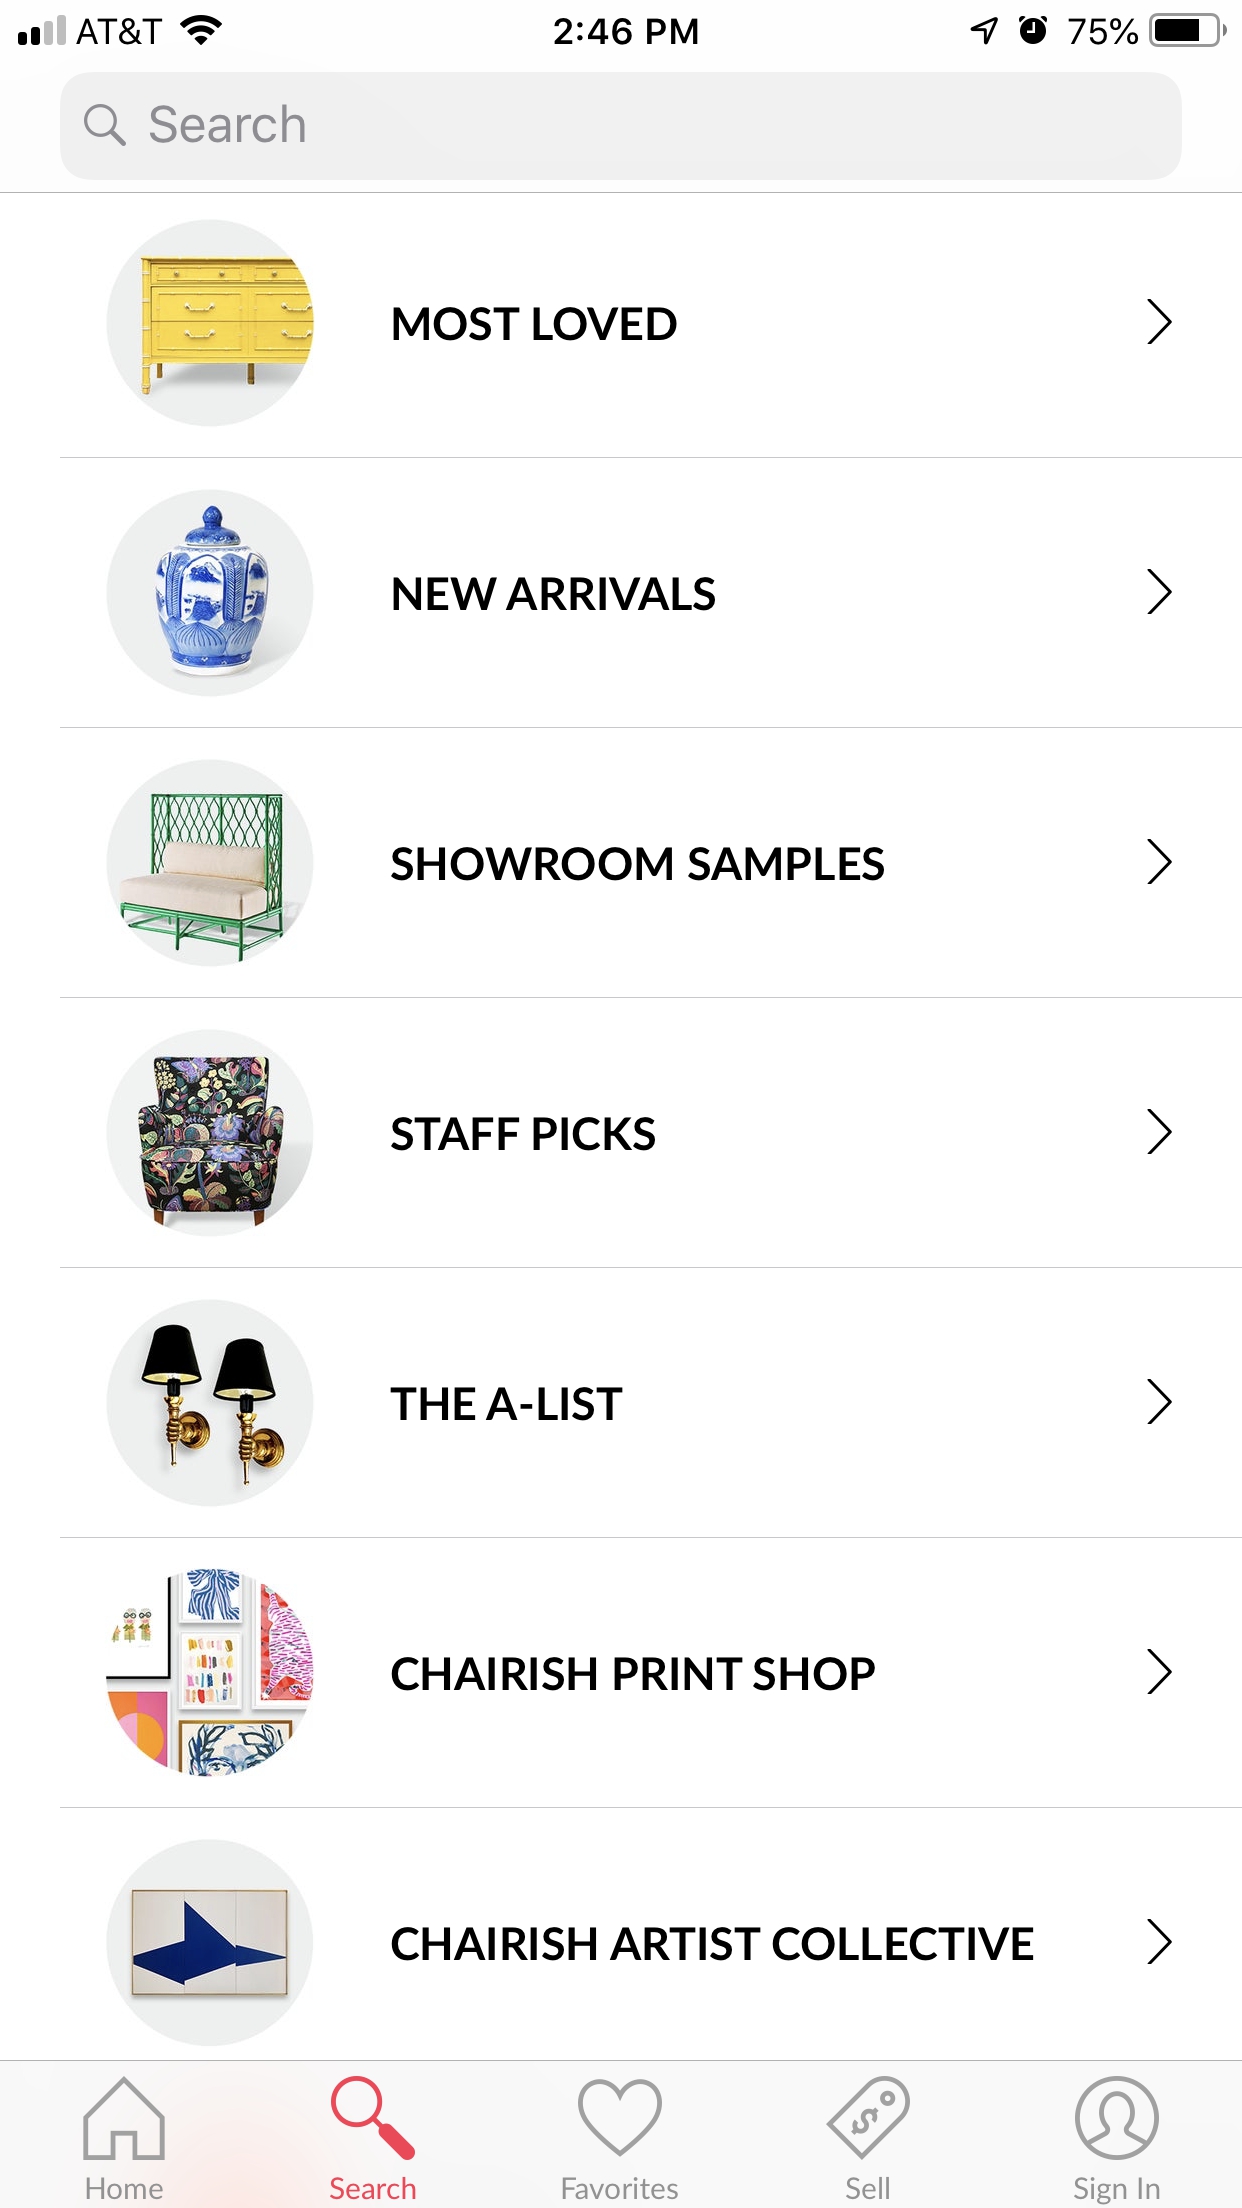 AT&T 2:46 PM 75%
Search
MOST LOVED
NEW ARRIVALS
SHOWROOM SAMPLES
STAFF PICKS
THE A-LIST
CHAIRISH PRINT SHOP
CHAIRISH ARTIST COLLECTIVE
Home Search Favorites Sell Sign In